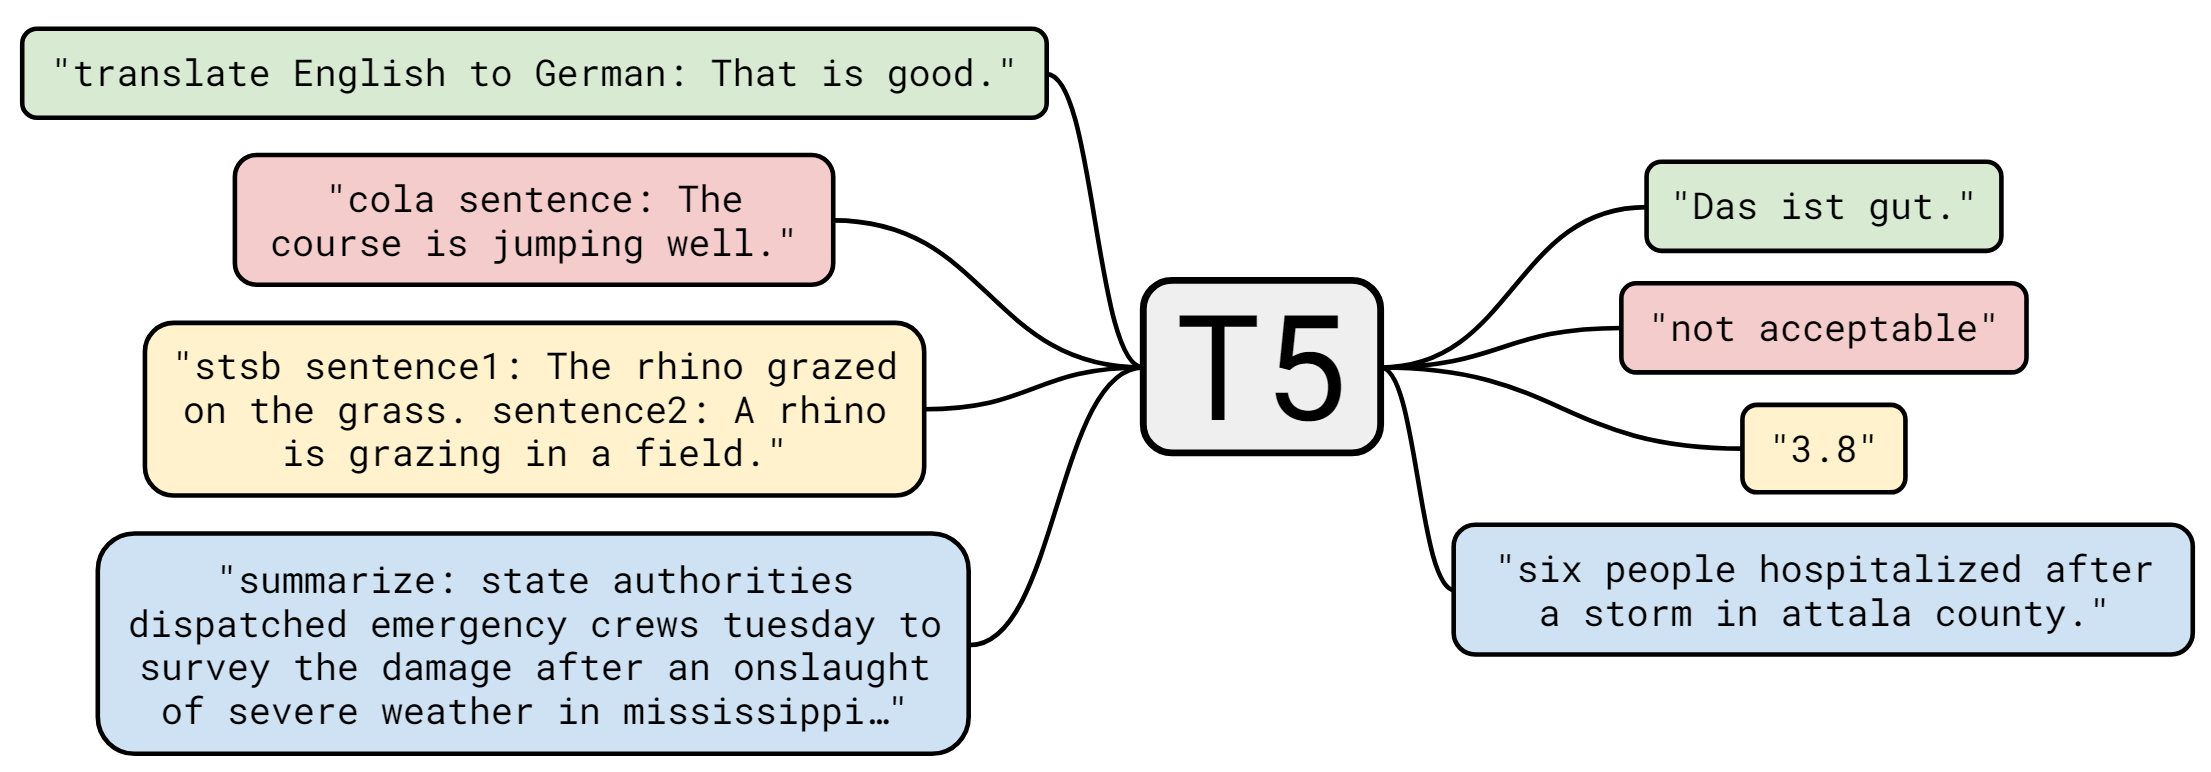 "translate English to German: That is good."
"cola sentence: The
course is jumping well."
"stsb sentence1: The rhino grazed
on the grass. sentence2: A rhino
is grazing in a field."
"summarize: state authorities
dispatched emergency crews tuesday to
survey the damage after an onslaught
of severe weather in mississippi…"
T5
"Das ist gut."
"not acceptable"
"3.8"
"six people hospitalized after
a storm in attala county."